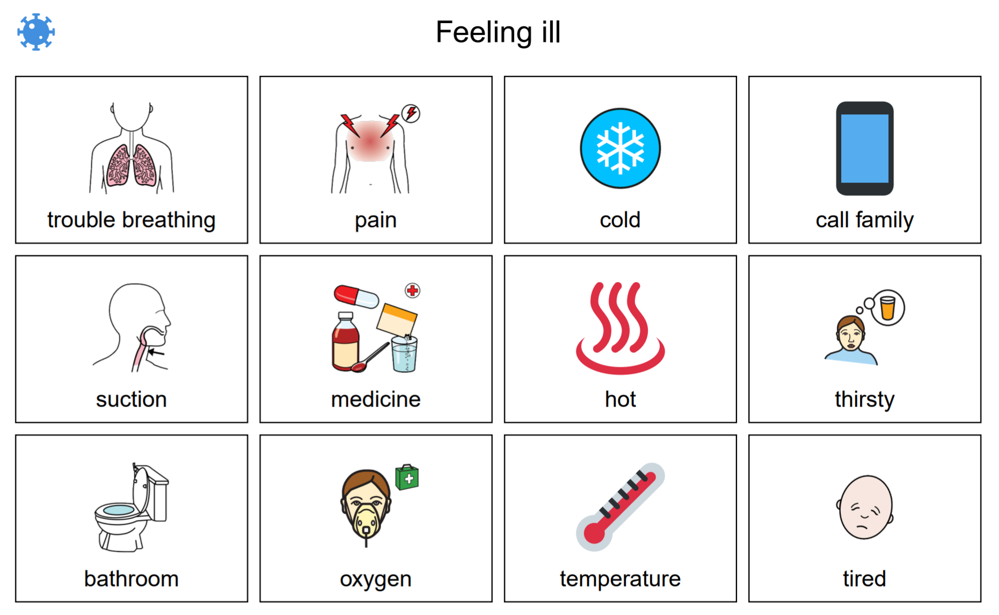 Feeling ill
trouble breathing
pain
cold
call family
suction
medicine
hot
thirsty
bathroom
oxygen
temperature
tired